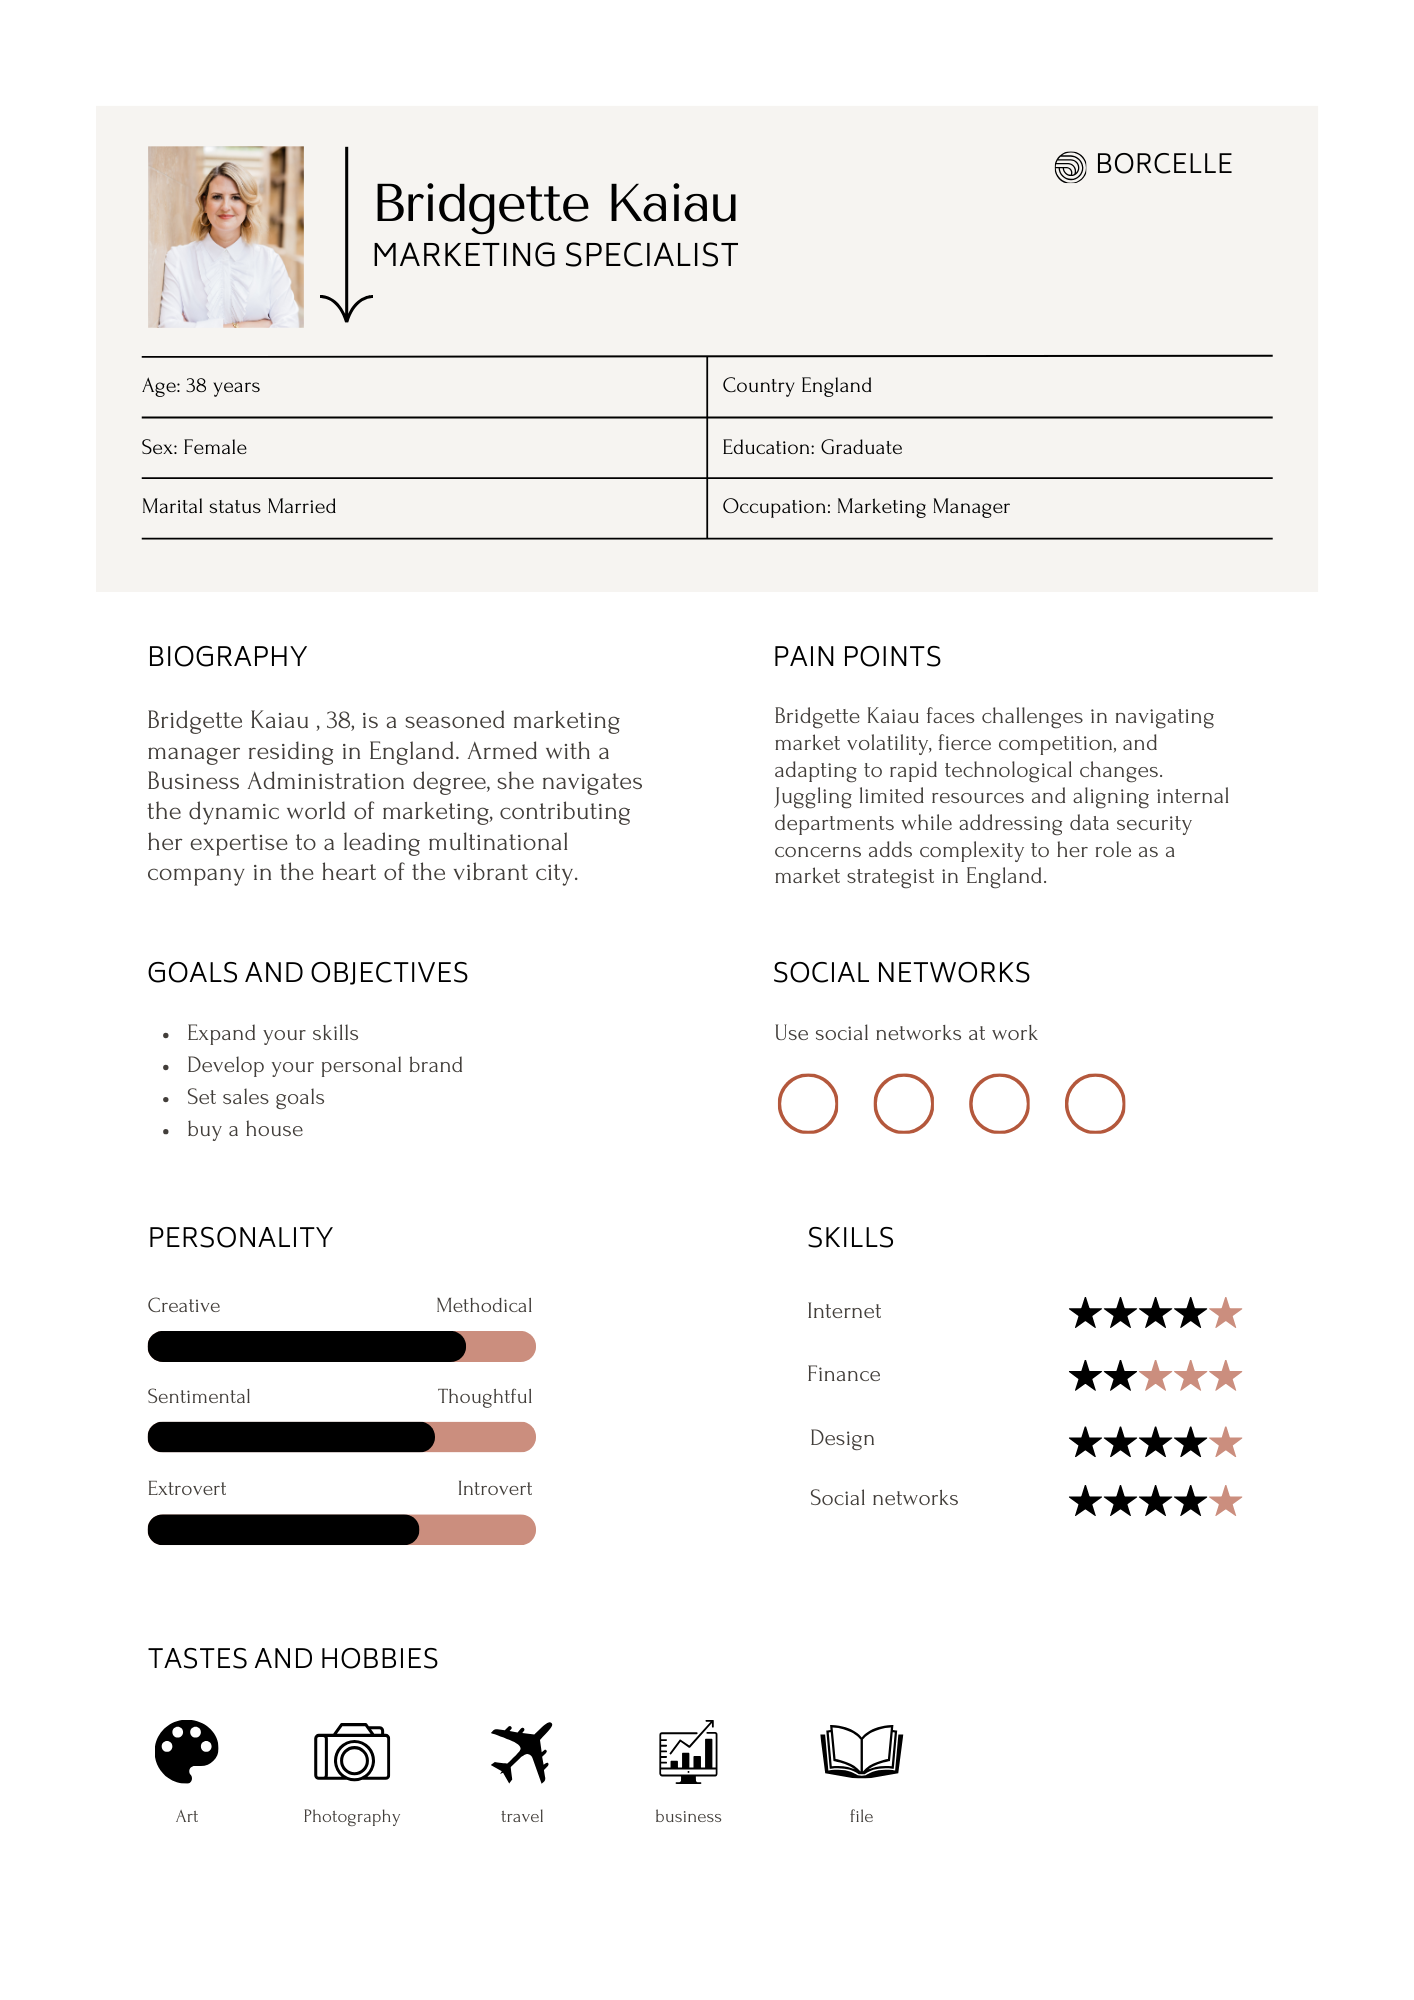 BORCELLE
Bridgette Kaiau
MARKETING SPECIALIST
Age: 38 years
Country England
Sex: Female
Education: Graduate
Marital status Married
Occupation: Marketing Manager
BIOGRAPHY
Bridgette Kaiau , 38, is a seasoned marketing
manager residing in England. Armed with a
Business Administration degree, she navigates
the dynamic world of marketing, contributing
her expertise to a leading multinational
company in the heart of the vibrant city.
PAIN POINTS
Bridgette Kaiau faces challenges in navigating
market volatility, fierce competition, and
adapting to rapid technological changes.
Juggling limited resources and aligning internal
departments while addressing data security
concerns adds complexity to her role as a
market strategist in England.
GOALS AND OBJECTIVES
• Expand your skills
• Develop your personal brand
• Set sales goals
• buy a house
SOCIAL NETWORKS
Use social networks at work
PERSONALITY
Creative Methodical
Sentimental Thoughtful
Extrovert Introvert
SKILLS
Internet
Finance
Design
Social networks
TASTES AND HOBBIES
Art
Photography
travel
business
file